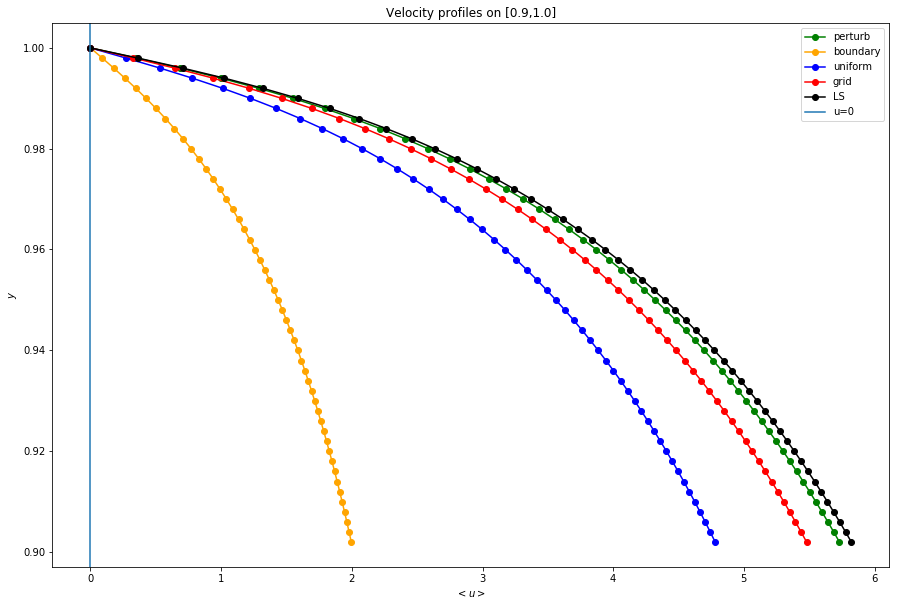 Velocity profiles on [0.9,1.0]
perturb
boundary
uniform
grid
LS
u=0
y
1.00
0.98
0.96
0.94
0.92
0.90
0 1 2 3 4 5 6
< u >